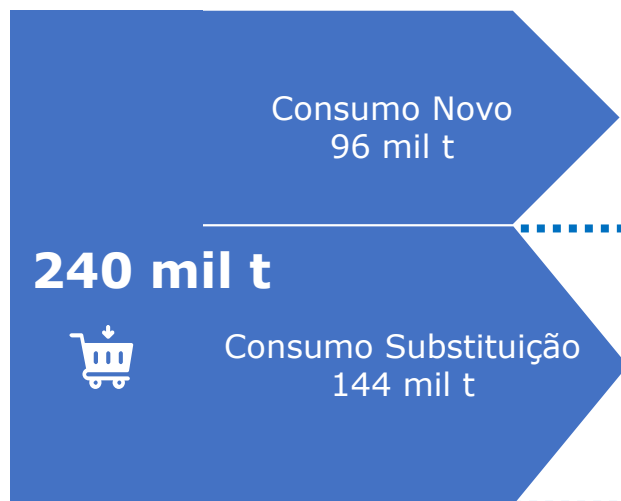 Consumo Novo
96 mil t
240 mil t
Consumo Substituição
144 mil t